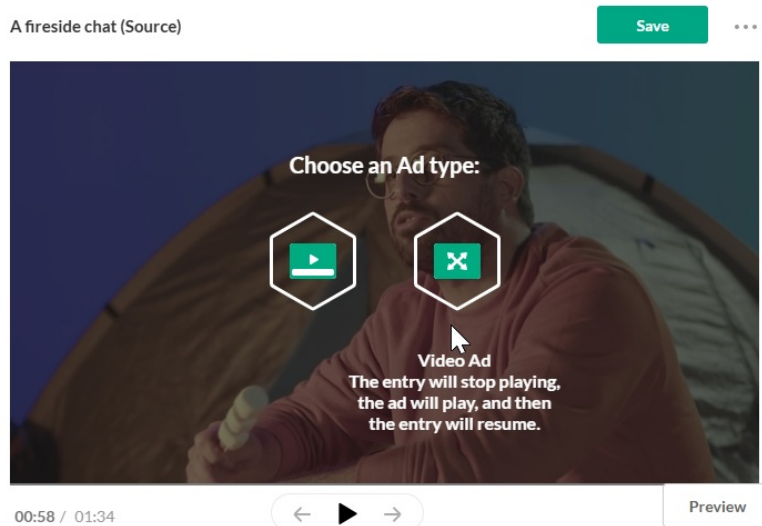 A fireside chat (Source)
Save
Choose an Ad type:
Video Ad
The entry will stop playing,
the ad will play, and then
the entry will resume.
00:58 / 01:34
Preview